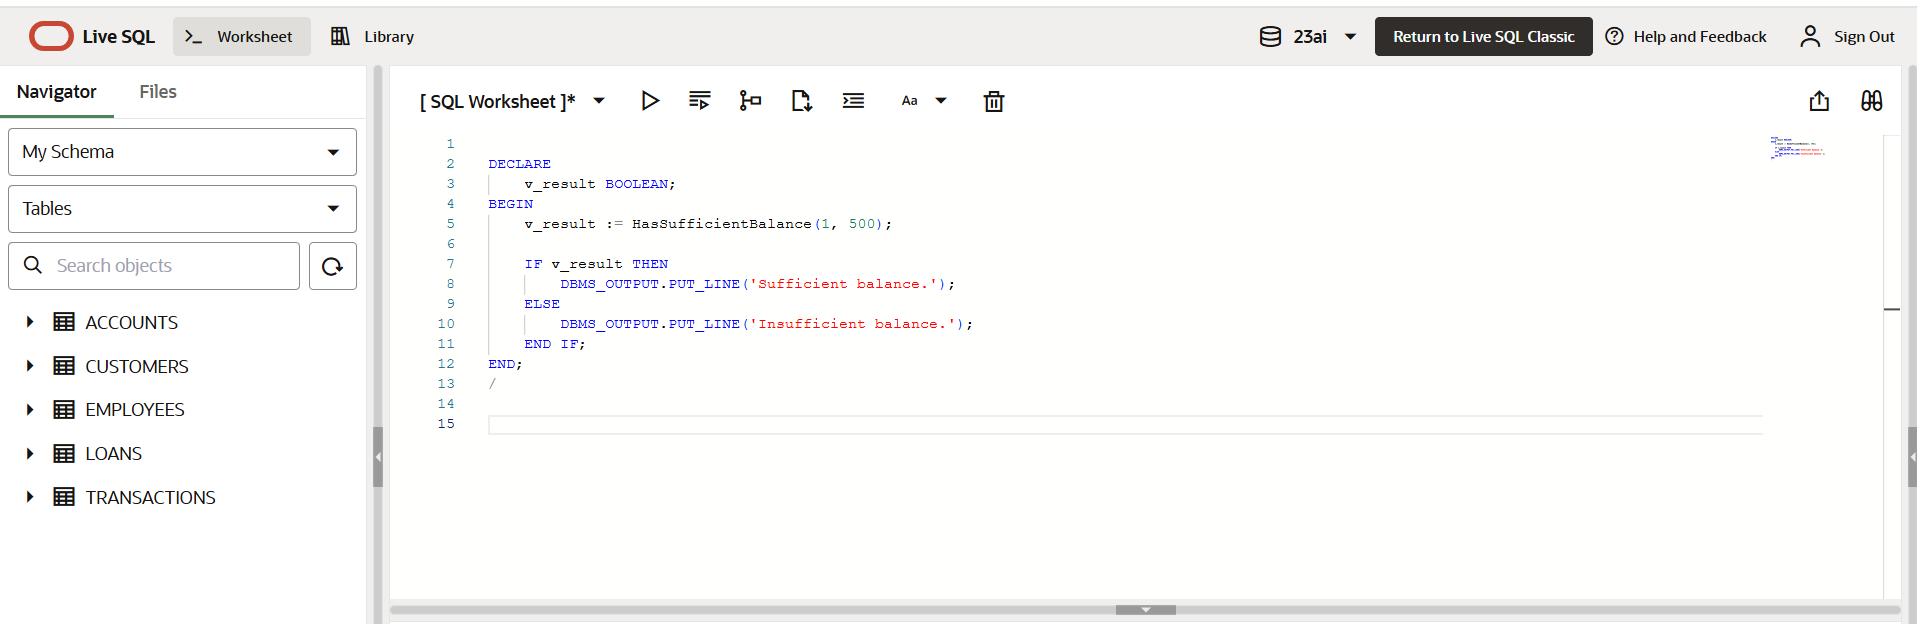 Live SQL
Worksheet
Library
23ai
Return to Live SQL Classic
Help and Feedback
Sign Out
Navigator
Files
My Schema
Tables
Search objects
ACCOUNTS
CUSTOMERS
EMPLOYEES
LOANS
TRANSACTIONS
[ SQL Worksheet ]*
Aa
1
2 DECLARE
3     v_result BOOLEAN;
4 BEGIN
5     v_result := HasSufficientBalance(1, 500);
6
7     IF v_result THEN
8         DBMS_OUTPUT.PUT_LINE('Sufficient balance.');
9     ELSE
10         DBMS_OUTPUT.PUT_LINE('Insufficient balance.');
11     END IF;
12 END;
13 /
14
15